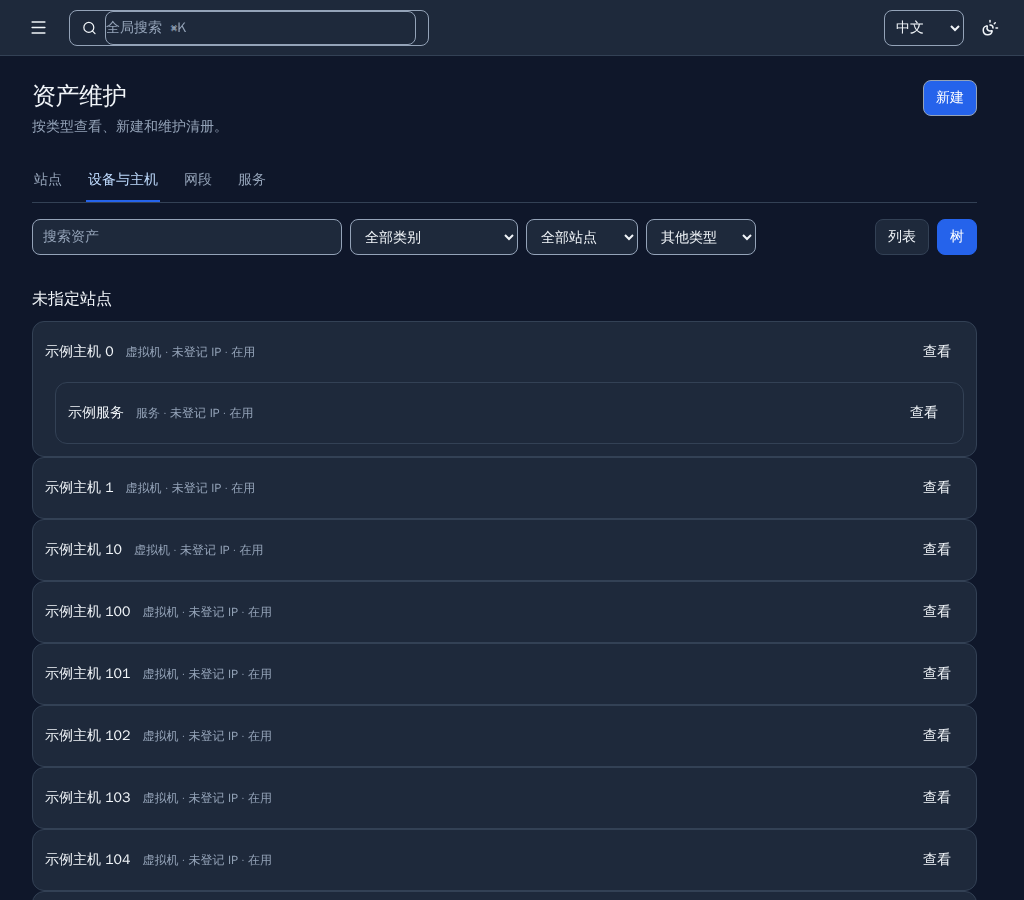 全局搜索 ⌘K
中文
资产维护
新建
按类型查看、新建和维护清册。
站点 设备与主机 网段 服务
搜索资产 全部类别 全部站点 其他类型 列表 树
未指定站点
示例主机 0 虚拟机 · 未登记 IP · 在用 查看
示例服务 服务 · 未登记 IP · 在用 查看
示例主机 1 虚拟机 · 未登记 IP · 在用 查看
示例主机 10 虚拟机 · 未登记 IP · 在用 查看
示例主机 100 虚拟机 · 未登记 IP · 在用 查看
示例主机 101 虚拟机 · 未登记 IP · 在用 查看
示例主机 102 虚拟机 · 未登记 IP · 在用 查看
示例主机 103 虚拟机 · 未登记 IP · 在用 查看
示例主机 104 虚拟机 · 未登记 IP · 在用 查看